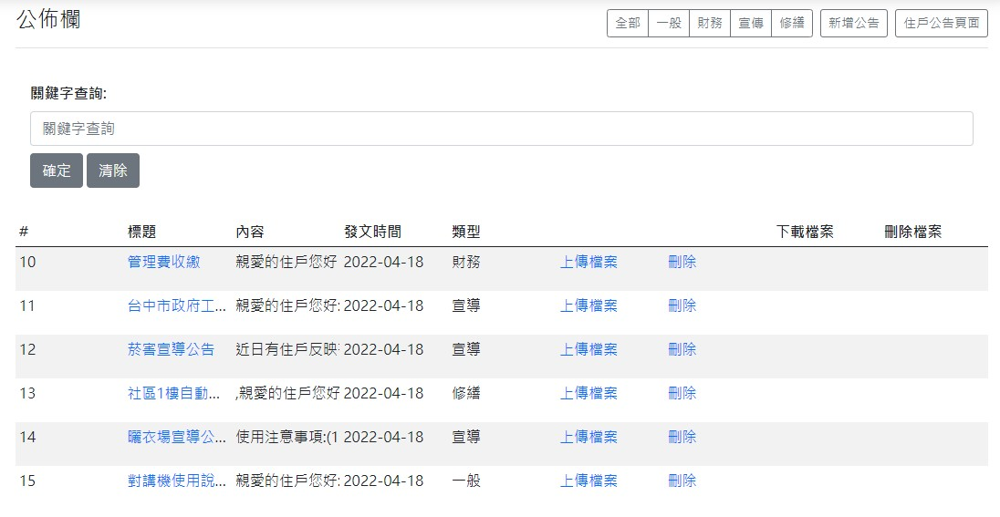 公佈欄
全部 一般 財務 宣傳 修繕 新增公告 住戶公告頁面
關鍵字查詢:
關鍵字查詢
確定 清除
# 標題 內容 發文時間 類型 下載檔案 刪除檔案
10 管理費收繳 親愛的住戶您好 2022-04-18 財務 上傳檔案 刪除
11 台中市政府工... 親愛的住戶您好: 2022-04-18 宣導 上傳檔案 刪除
12 菸害宣導公告 近日有住戶反映 2022-04-18 宣導 上傳檔案 刪除
13 社區1樓自動... ,親愛的住戶您好 2022-04-18 修繕 上傳檔案 刪除
14 曬衣場宣導公... 使用注意事項:(1 2022-04-18 宣導 上傳檔案 刪除
15 對講機使用說... 親愛的住戶您好: 2022-04-18 一般 上傳檔案 刪除